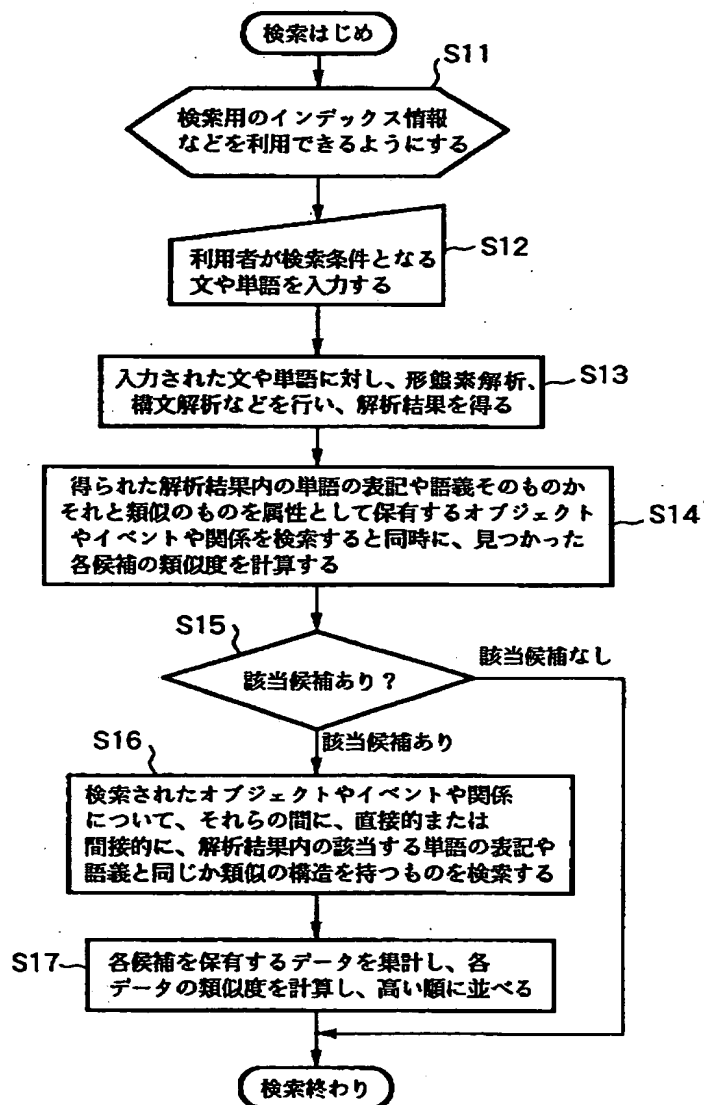 検索はじめ
S11
検索用のインデックス情報
などを利用できるようにする
S12
利用者が検索条件となる
文や単語を入力する
S13
入力された文や単語に対し、形態素解析、
構文解析などを行い、解析結果を得る
S14
得られた解析結果内の単語の表記や語義そのものか
それと類似のものを属性として保有するオブジェクト
やイベントや関係を検索すると同時に、見つかった
各候補の類似度を計算する
S15
該当候補あり？
該当候補なし
該当候補あり
S16
検索されたオブジェクトやイベントや関係
について、それらの間に、直接的または
間接的に、解析結果内の該当する単語の表記や
語義と同じか類似の構造を持つものを検索する
S17
各候補を保有するデータを集計し、各
データの類似度を計算し、高い順に並べる
検索終わり